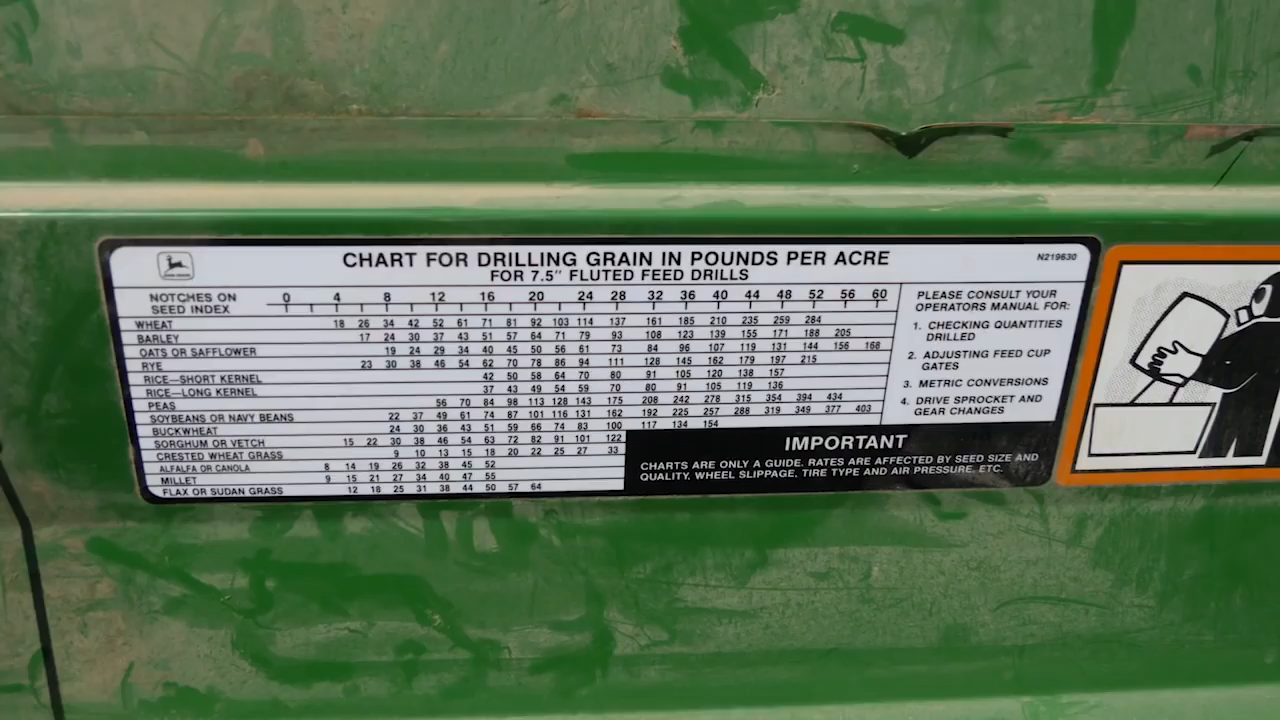 CHART FOR DRILLING GRAIN IN POUNDS PER ACRE
N219630
FOR 7.5" FLUTED FEED DRILLS
NOTCHES ON SEED INDEX 0 4 8 12 16 20 24 28 32 36 40 44 48 52 56 60
WHEAT 18 26 34 42 52 61 71 81 92 103 114 137 161 185 210 235 259 284
BARLEY 17 24 30 37 43 51 57 64 71 79 93 108 123 139 155 171 188 205
OATS OR SAFFLOWER 19 24 29 34 40 45 50 56 61 73 84 96 107 119 131 144 156 168
RYE 23 30 38 46 54 62 70 78 86 94 111 128 145 162 179 197 215
RICE—SHORT KERNEL 42 50 58 64 70 80 91 105 120 138 157
RICE—LONG KERNEL 37 43 49 54 59 70 80 91 105 119 136
PEAS 56 70 84 98 113 128 143 175 208 242 278 315 354 394 434
SOYBEANS OR NAVY BEANS 22 37 49 61 74 87 101 116 131 162 192 225 257 288 319 349 377 403
BUCKWHEAT 24 30 36 43 51 59 66 74 83 100 117 134 154
SORGHUM OR VETCH 15 22 30 38 46 54 63 72 82 91 101 122
CRESTED WHEAT GRASS 9 10 13 15 18 20 22 25 27 33
ALFALFA OR CANOLA 8 14 19 26 32 38 45 52
MILLET 9 15 21 27 34 40 47 55
FLAX OR SUDAN GRASS 12 18 25 31 38 44 50 57 64
PLEASE CONSULT YOUR
OPERATORS MANUAL FOR:
1. CHECKING QUANTITIES
DRILLED
2. ADJUSTING FEED CUP
GATES
3. METRIC CONVERSIONS
4. DRIVE SPROCKET AND
GEAR CHANGES
IMPORTANT
CHARTS ARE ONLY A GUIDE. RATES ARE AFFECTED BY SEED SIZE AND
QUALITY, WHEEL SLIPPAGE, TIRE TYPE AND AIR PRESSURE, ETC.